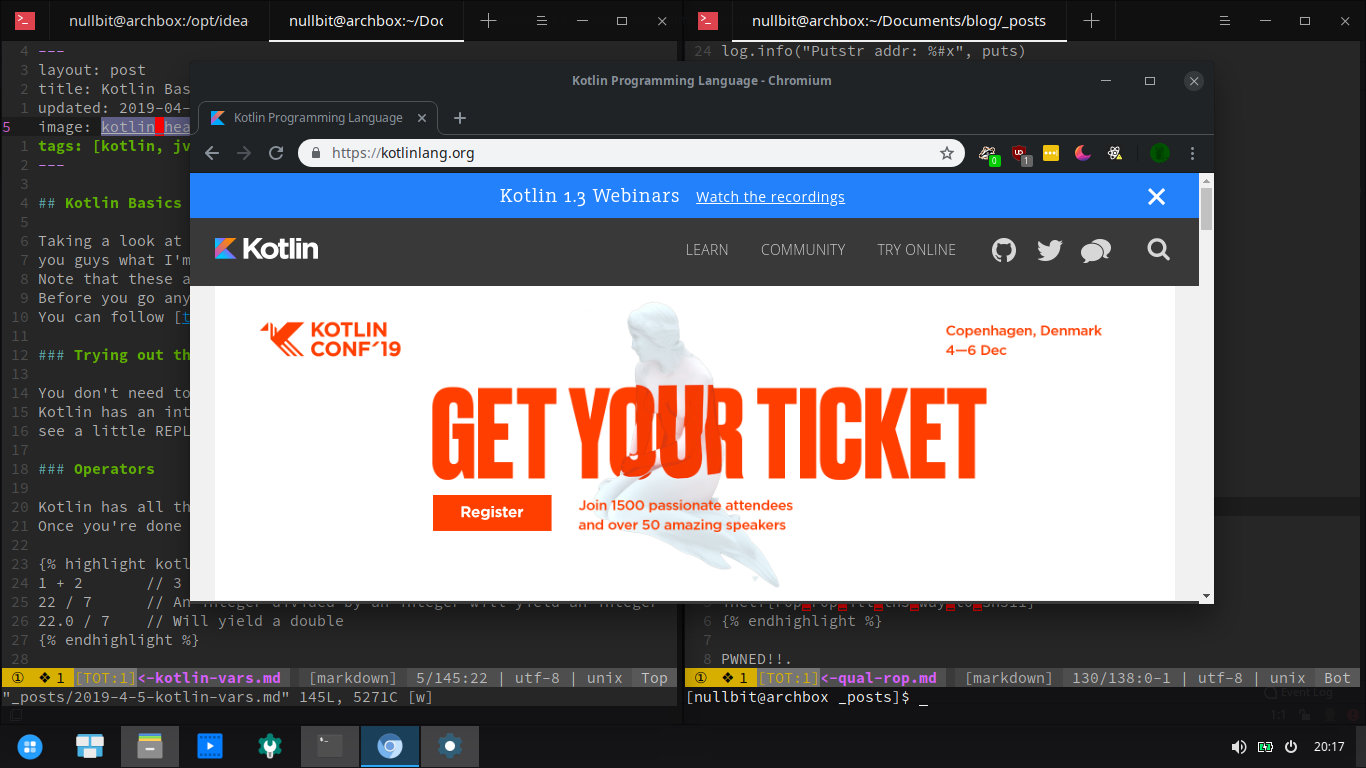 nullbit@archbox:/opt/idea
nullbit@archbox:~/Doc
nullbit@archbox:~/Documents/blog/_posts
4 ---
3 layout: post
2 title: Kotlin Bas
1 updated: 2019-04-
5 image: kotlin hea
1 tags: [kotlin, jv
2 ---
3
4 ## Kotlin Basics
5
6 Taking a look at
7 you guys what I'm
8 Note that these a
9 Before you go any
10 You can follow [t
11
12 ### Trying out th
13
14 You don't need to
15 Kotlin has an int
16 see a little REPL
17
18 ### Operators
19
20 Kotlin has all th
21 Once you're done
22
23 {% highlight kotl
24 1 + 2 // 3
25 22 / 7 // An integer divided by an integer will yield an integer
26 22.0 / 7 // Will yield a double
27 {% endhighlight %}
28
① ❖ 1 [TOT:1]<-kotlin-vars.md [markdown] 5/145:22 | utf-8 | unix Top
"_posts/2019-4-5-kotlin-vars.md" 145L, 5271C [w]
24 log.info("Putstr addr: %#x", puts)
Kotlin Programming Language - Chromium
Kotlin Programming Language
https://kotlinlang.org
0
1
Kotlin 1.3 Webinars Watch the recordings
Kotlin
LEARN COMMUNITY TRY ONLINE
KOTLIN
CONF'19
Copenhagen, Denmark
4—6 Dec
GET YOUR TICKET
Register
Join 1500 passionate attendees
and over 50 amazing speakers
6 {% endhighlight %}
7
8 PWNED!!.
① ❖ 1 [TOT:1]<-qual-rop.md [markdown] 130/138:0-1 | utf-8 | unix Bot
[nullbit@archbox _posts]$ _
Event Log
1:1
20:17